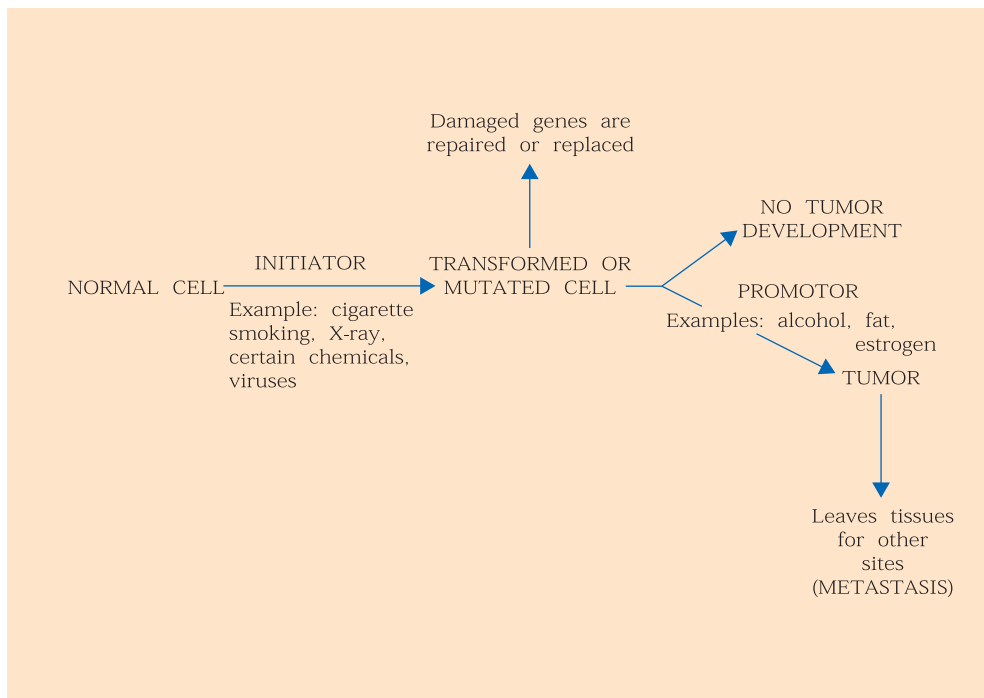 Damaged genes are
repaired or replaced
NO TUMOR
DEVELOPMENT
INITIATOR
TRANSFORMED OR
NORMAL CELL
MUTATED CELL
PROMOTOR
Example: cigarette
smoking, X-ray,
certain chemicals,
viruses
Examples: alcohol, fat,
estrogen
TUMOR
Leaves tissues
for other
sites
(METASTASIS)